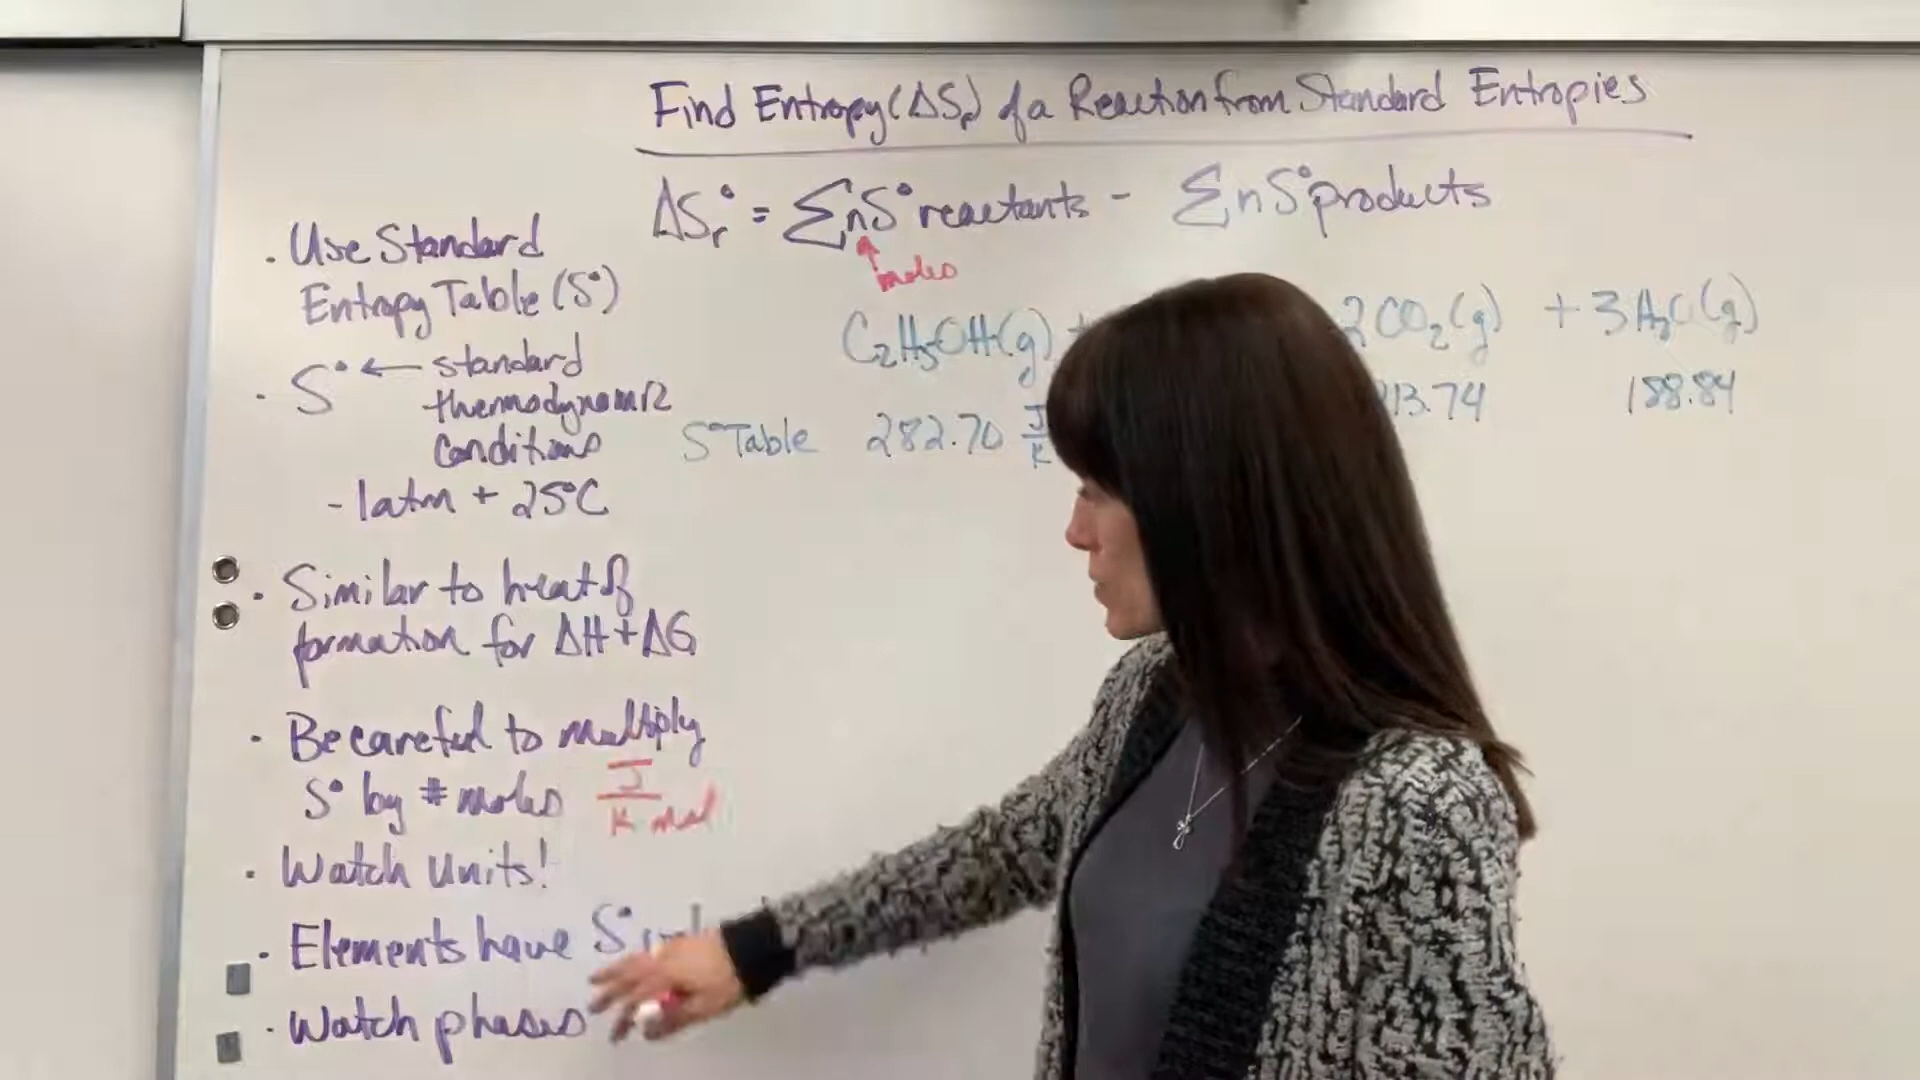 Find Entropy (ΔSr) of a Reaction from Standard Entropies
ΔSr° = ΣnS° reactants - ΣnS° products
moles
C2H5OH(g) + 2CO2(g) + 3H2O(g)
S° Table 282.70 J/K 13.74 188.84
. Use Standard
Entropy Table (S°)
. S° ← standard
thermodynamic
conditions
- 1atm + 25°C
. Similar to heat of
formation for ΔH + ΔG
. Be careful to multiply
S° by # moles J/K mol
. Watch units!
. Elements have S°
. Watch phases